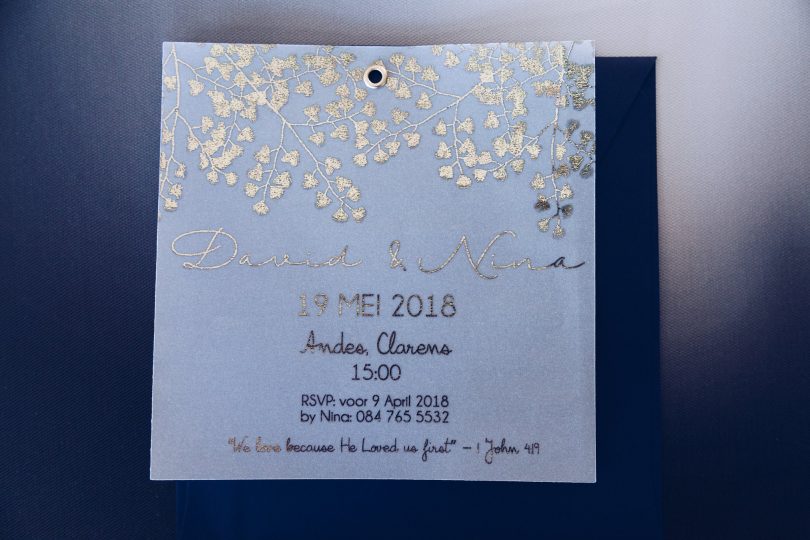 David & Nina
19 MEI 2018
Andes, Clarens
15:00
RSVP: voor 9 April 2018
by Nina: 084 765 5532
"We love because He Loved us first" - 1 John 4:19